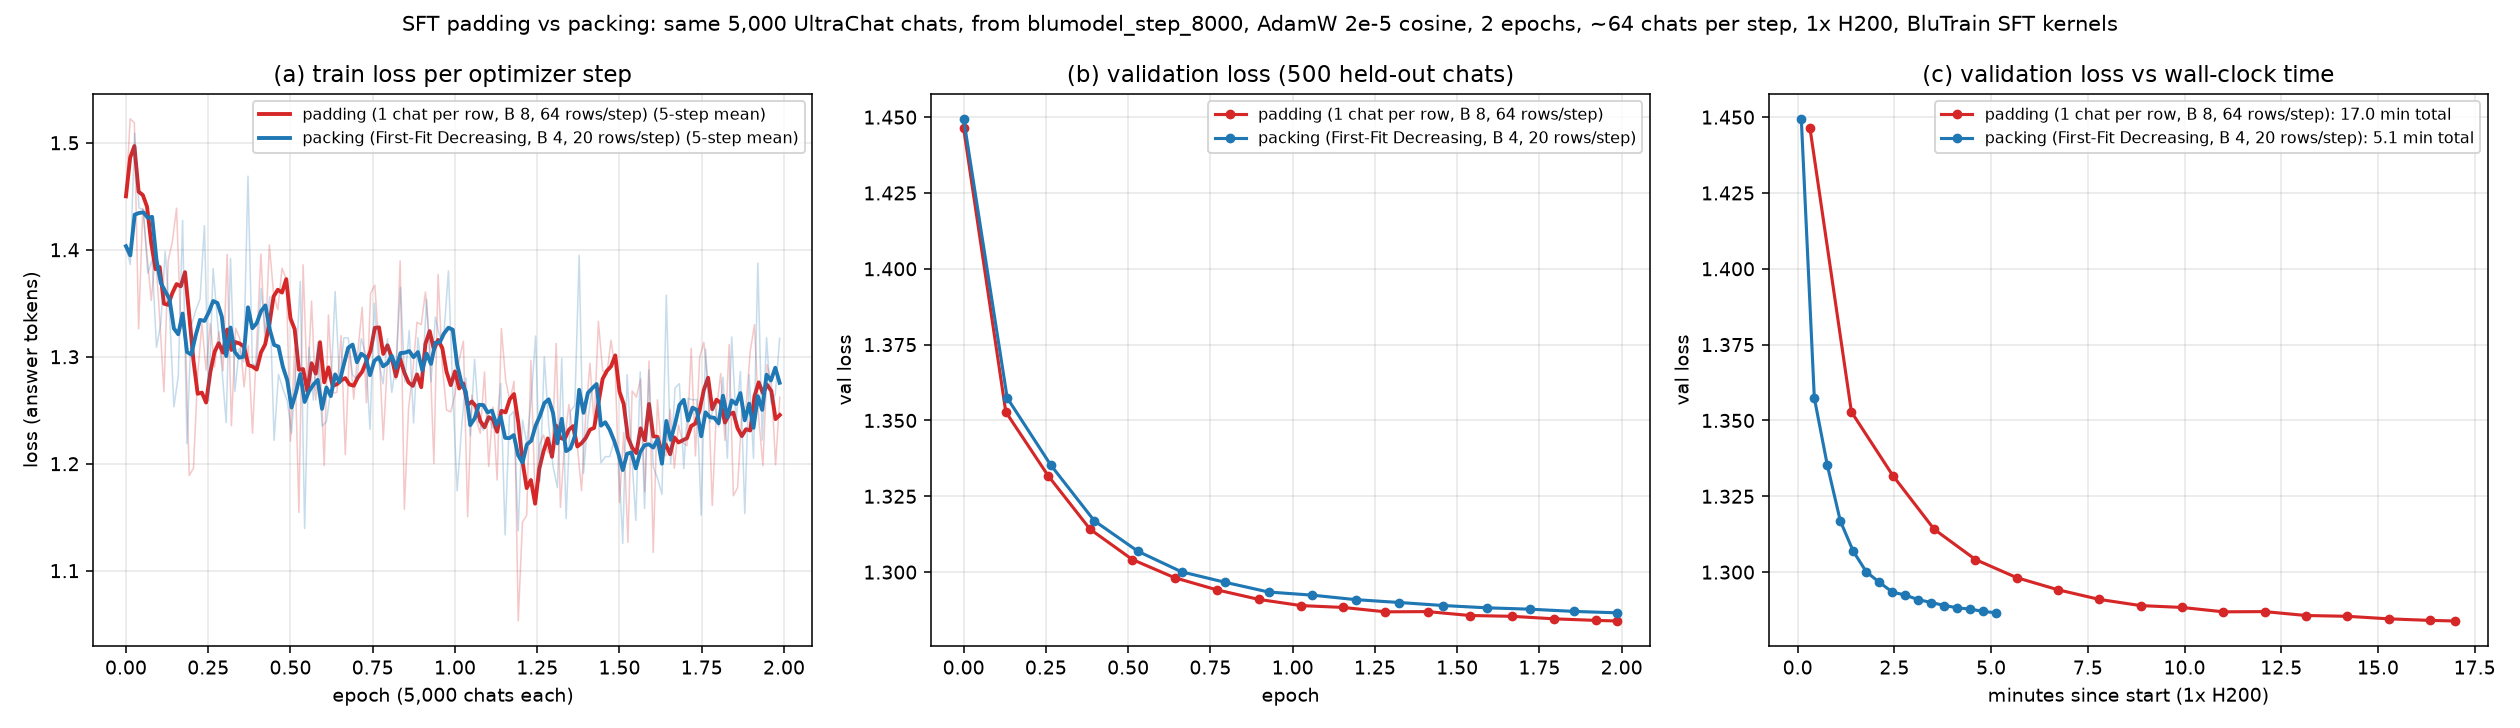 SFT padding vs packing: same 5,000 UltraChat chats, from blumodel_step_8000, AdamW 2e-5 cosine, 2 epochs, ~64 chats per step, 1x H200, BluTrain SFT kernels
(a) train loss per optimizer step
padding (1 chat per row, B 8, 64 rows/step) (5-step mean)
packing (First-Fit Decreasing, B 4, 20 rows/step) (5-step mean)
loss (answer tokens)
1.5
1.4
1.3
1.2
1.1
0.00 0.25 0.50 0.75 1.00 1.25 1.50 1.75 2.00
epoch (5,000 chats each)
(b) validation loss (500 held-out chats)
padding (1 chat per row, B 8, 64 rows/step)
packing (First-Fit Decreasing, B 4, 20 rows/step)
val loss
1.450
1.425
1.400
1.375
1.350
1.325
1.300
0.00 0.25 0.50 0.75 1.00 1.25 1.50 1.75 2.00
epoch
(c) validation loss vs wall-clock time
padding (1 chat per row, B 8, 64 rows/step): 17.0 min total
packing (First-Fit Decreasing, B 4, 20 rows/step): 5.1 min total
val loss
1.450
1.425
1.400
1.375
1.350
1.325
1.300
0.0 2.5 5.0 7.5 10.0 12.5 15.0 17.5
minutes since start (1x H200)